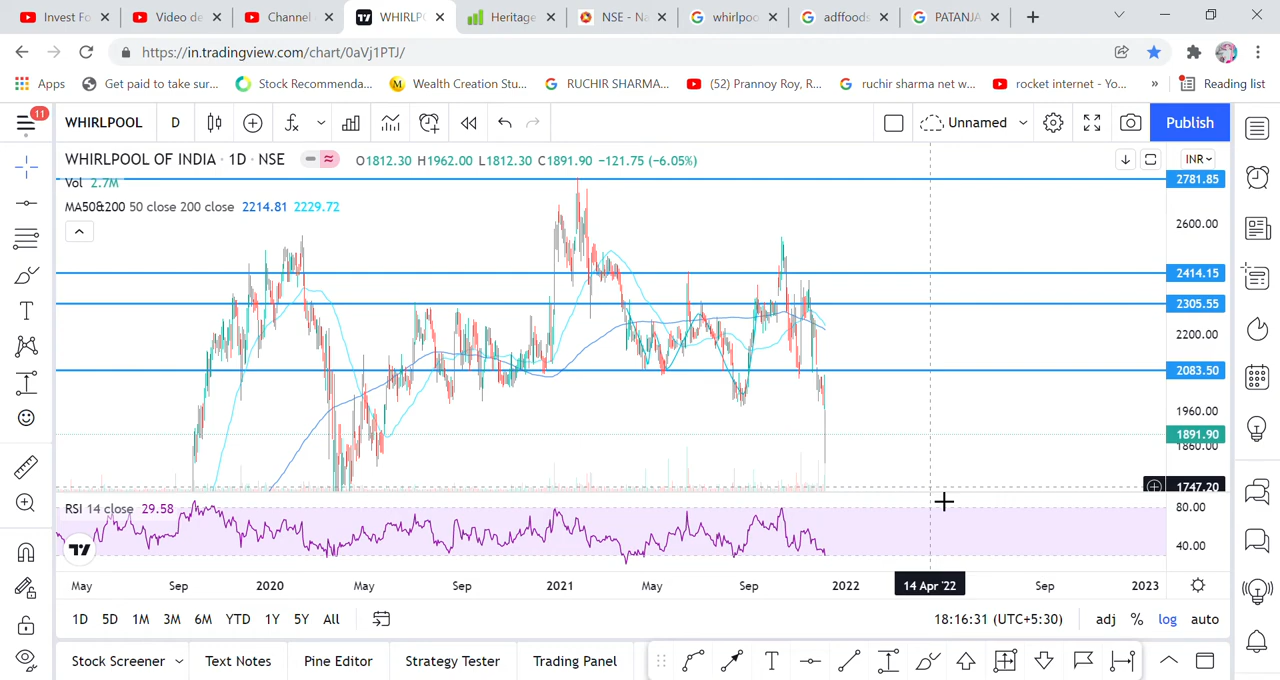 Invest Fo
Video de
Channel
WHIRLP
Heritage
NSE - Na
whirlpoo
adffoods
PATANJA
https://in.tradingview.com/chart/0aVj1PTJ/
Apps
Get paid to take sur...
Stock Recommenda...
Wealth Creation Stu...
RUCHIR SHARMA...
(52) Prannoy Roy, R...
ruchir sharma net w...
rocket internet - Yo...
»
Reading list
11
WHIRLPOOL
D
Unnamed
Publish
WHIRLPOOL OF INDIA · 1D · NSE
O1812.30 H1962.00 L1812.30 C1891.90 −121.75 (−6.05%)
INR
Vol 2.7M
MA50&200 50 close 200 close 2214.81 2229.72
2781.85
2600.00
2414.15
2305.55
2200.00
2083.50
1960.00
1891.90
1860.00
1747.20
RSI 14 close 29.58
80.00
40.00
May
Sep
2020
May
Sep
2021
May
Sep
2022
14 Apr '22
Sep
2023
1D
5D
1M
3M
6M
YTD
1Y
5Y
All
18:16:31 (UTC+5:30)
adj
%
log
auto
Stock Screener
Text Notes
Pine Editor
Strategy Tester
Trading Panel